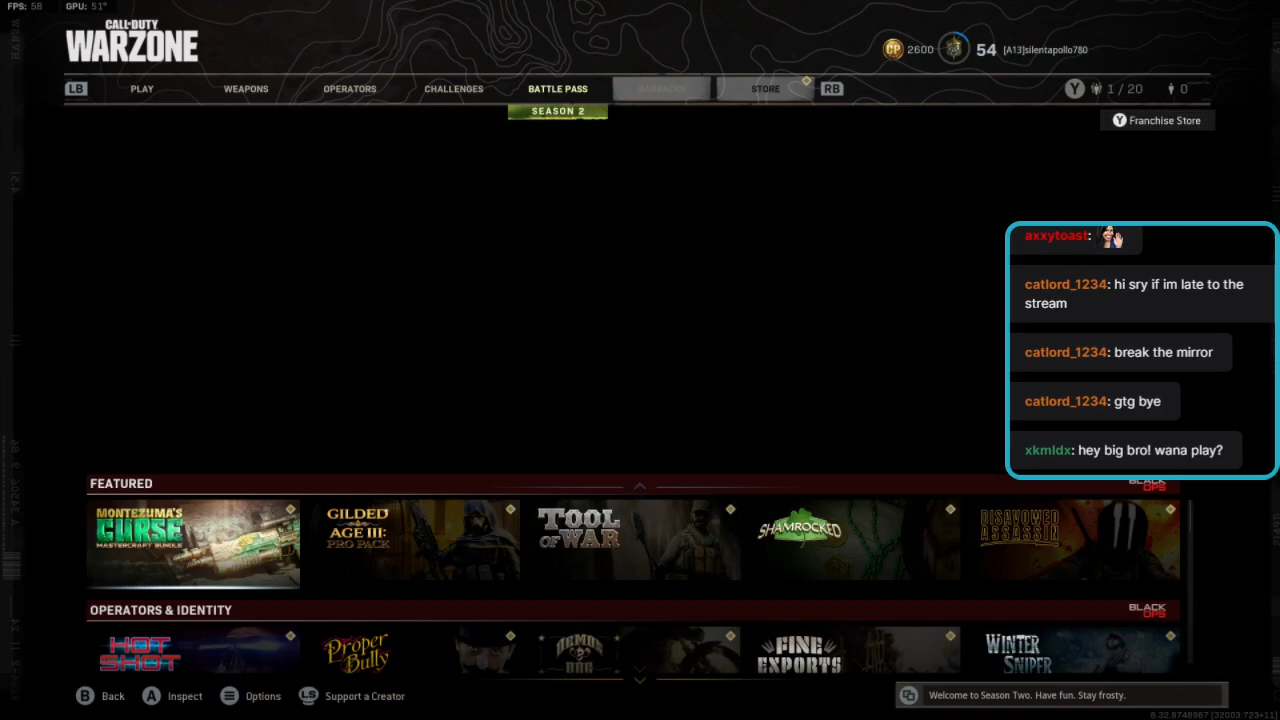 FPS: 58 GPU: 51°
CALL OF DUTY
WARZONE
CP 2600 54 [A13]silentapollo780
LB PLAY WEAPONS OPERATORS CHALLENGES BATTLE PASS BARRACKS STORE RB Y 1 / 20 0
SEASON 2
Y Franchise Store
axxytoast:
catlord_1234: hi sry if im late to the
stream
catlord_1234: break the mirror
catlord_1234: gtg bye
xkmldx: hey big bro! wana play?
FEATURED
BLACK
OPS
MONTEZUMA'S
CURSE
MASTERCRAFT BUNDLE
GILDED
AGE III:
PRO PACK
TOOL
OF WAR
SHAMROCKED
DISAVOWED
ASSASSIN
OPERATORS & IDENTITY
BLACK
OPS
HOT
SHOT
Proper
Bully
FINE
EXPORTS
WINTER
SNIPER
B Back A Inspect Options LS Support a Creator
Welcome to Season Two. Have fun. Stay frosty.